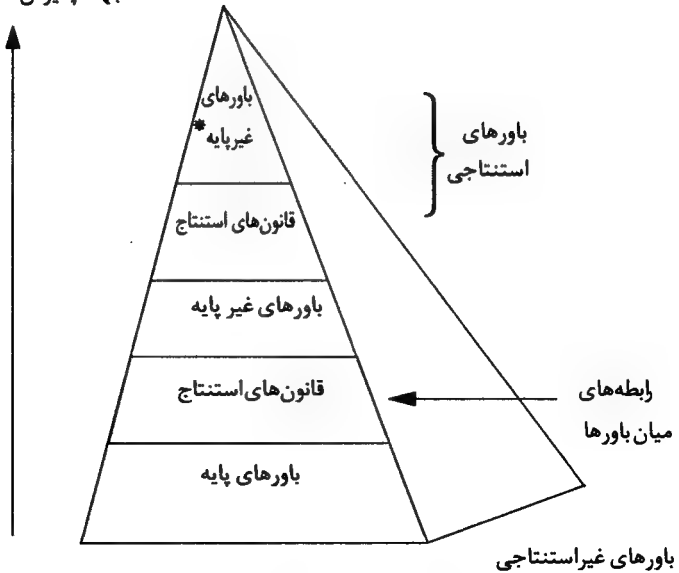 باورهای
غیرپایه*
باورهای
استنتاجی
قانون‌های استنتاج
باورهای غیر پایه
قانون‌های استنتاج
رابطه‌های
میان باورها
باورهای پایه
باورهای غیراستنتاجی